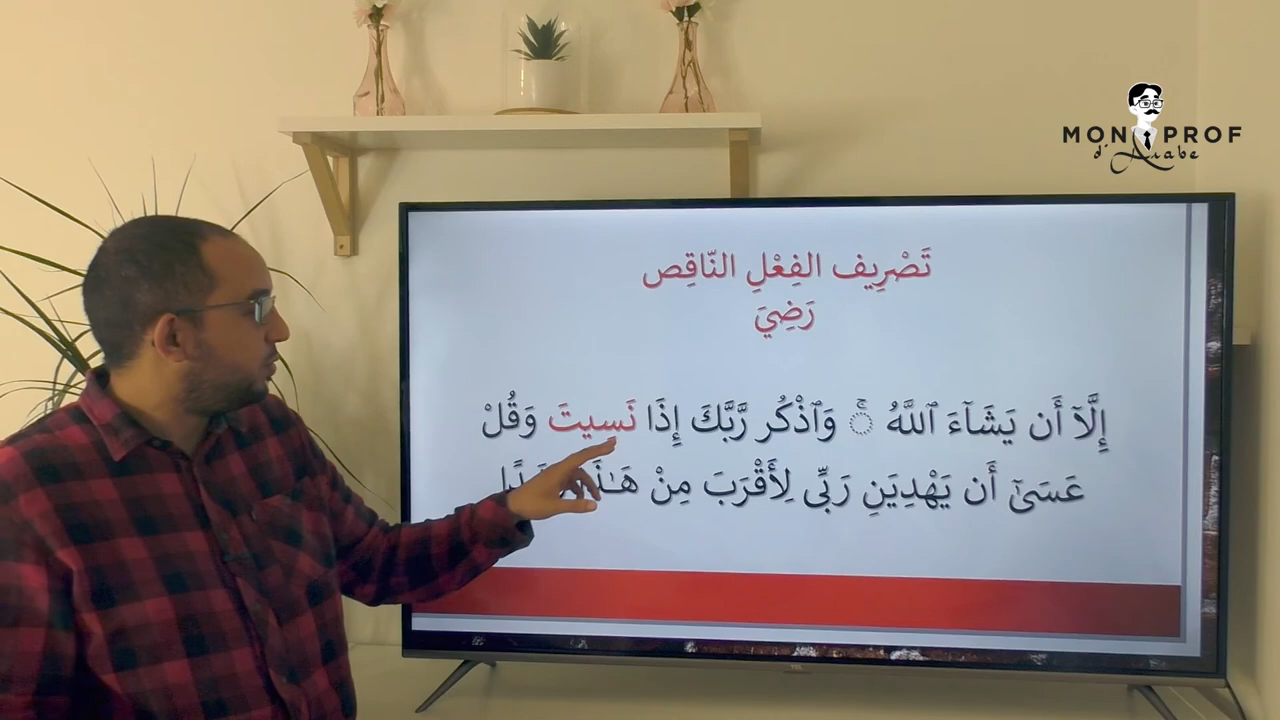 MON PROF
d'Arabe
تَصْرِيف الفِعْلِ النّاقِص
رَضِيَ
إِلَّآ أَن يَشَآءَ ٱللَّهُ ۚ وَٱذْكُر رَّبَّكَ إِذَا نَسِيتَ وَقُلْ
عَسَىٰٓ أَن يَهْدِيَنِ رَبِّى لِأَقْرَبَ مِنْ